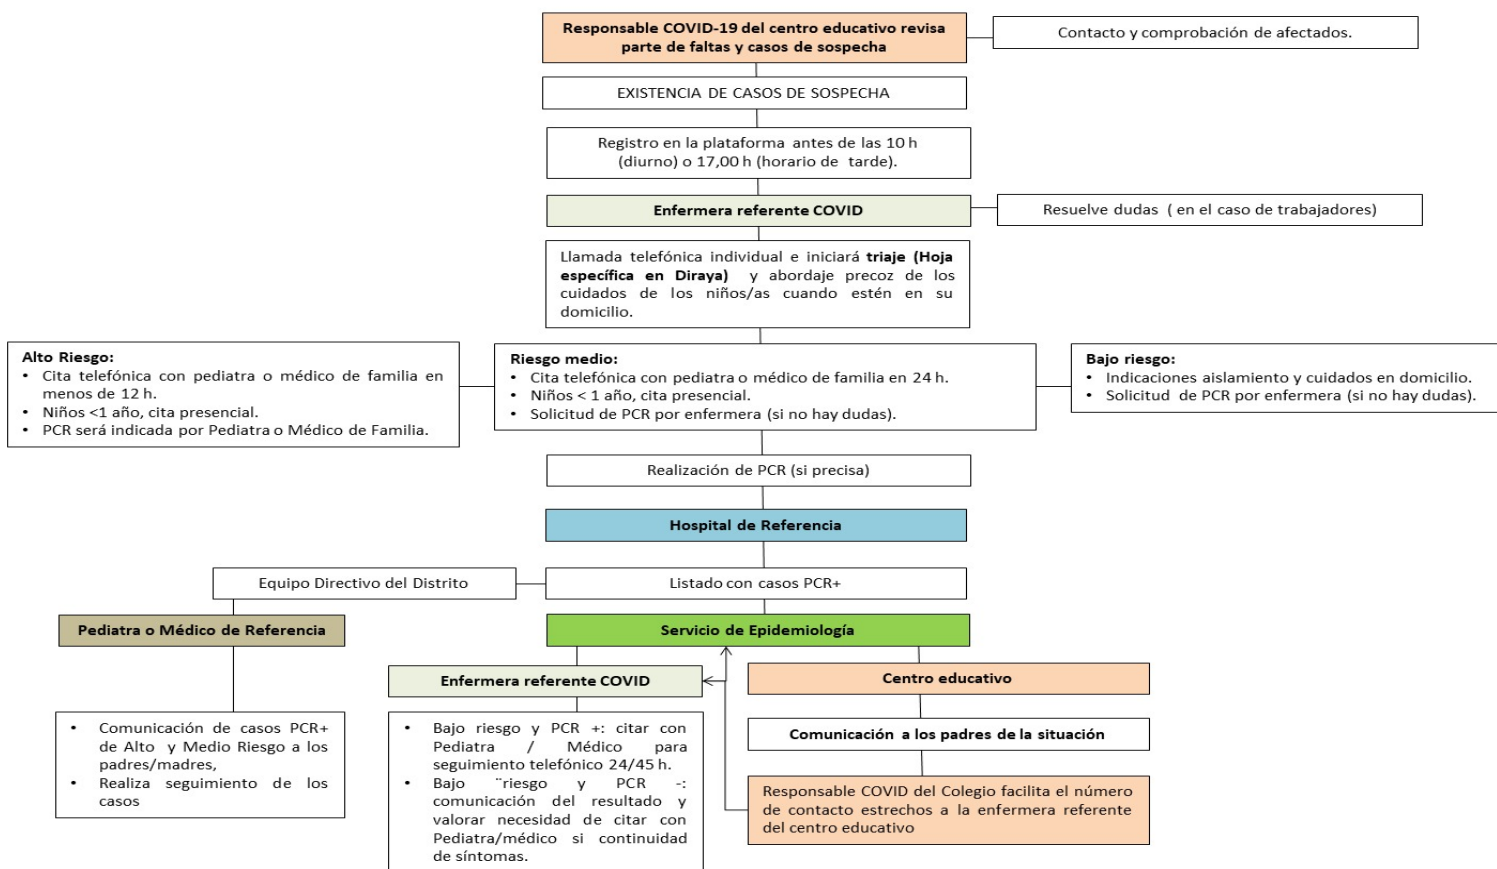 Responsable COVID-19 del centro educativo revisa
parte de faltas y casos de sospecha
Contacto y comprobación de afectados.
EXISTENCIA DE CASOS DE SOSPECHA
Registro en la plataforma antes de las 10 h
(diurno) o 17,00 h (horario de tarde).
Enfermera referente COVID
Resuelve dudas ( en el caso de trabajadores)
Llamada telefónica individual e iniciará triaje (Hoja
específica en Diraya) y abordaje precoz de los
cuidados de los niños/as cuando estén en su
domicilio.
Alto Riesgo:
• Cita telefónica con pediatra o médico de familia en
menos de 12 h.
• Niños <1 año, cita presencial.
• PCR será indicada por Pediatra o Médico de Familia.
Riesgo medio:
• Cita telefónica con pediatra o médico de familia en 24 h.
• Niños < 1 año, cita presencial.
• Solicitud de PCR por enfermera (si no hay dudas).
Bajo riesgo:
• Indicaciones aislamiento y cuidados en domicilio.
• Solicitud de PCR por enfermera (si no hay dudas).
Realización de PCR (si precisa)
Hospital de Referencia
Equipo Directivo del Distrito
Listado con casos PCR+
Pediatra o Médico de Referencia
Servicio de Epidemiología
Enfermera referente COVID
Centro educativo
• Comunicación de casos PCR+
de Alto y Medio Riesgo a los
padres/madres,
• Realiza seguimiento de los
casos
• Bajo riesgo y PCR +: citar con
Pediatra / Médico para
seguimiento telefónico 24/45 h.
• Bajo ¨riesgo y PCR -:
comunicación del resultado y
valorar necesidad de citar con
Pediatra/médico si continuidad
de síntomas.
Comunicación a los padres de la situación
Responsable COVID del Colegio facilita el número
de contacto estrechos a la enfermera referente
del centro educativo